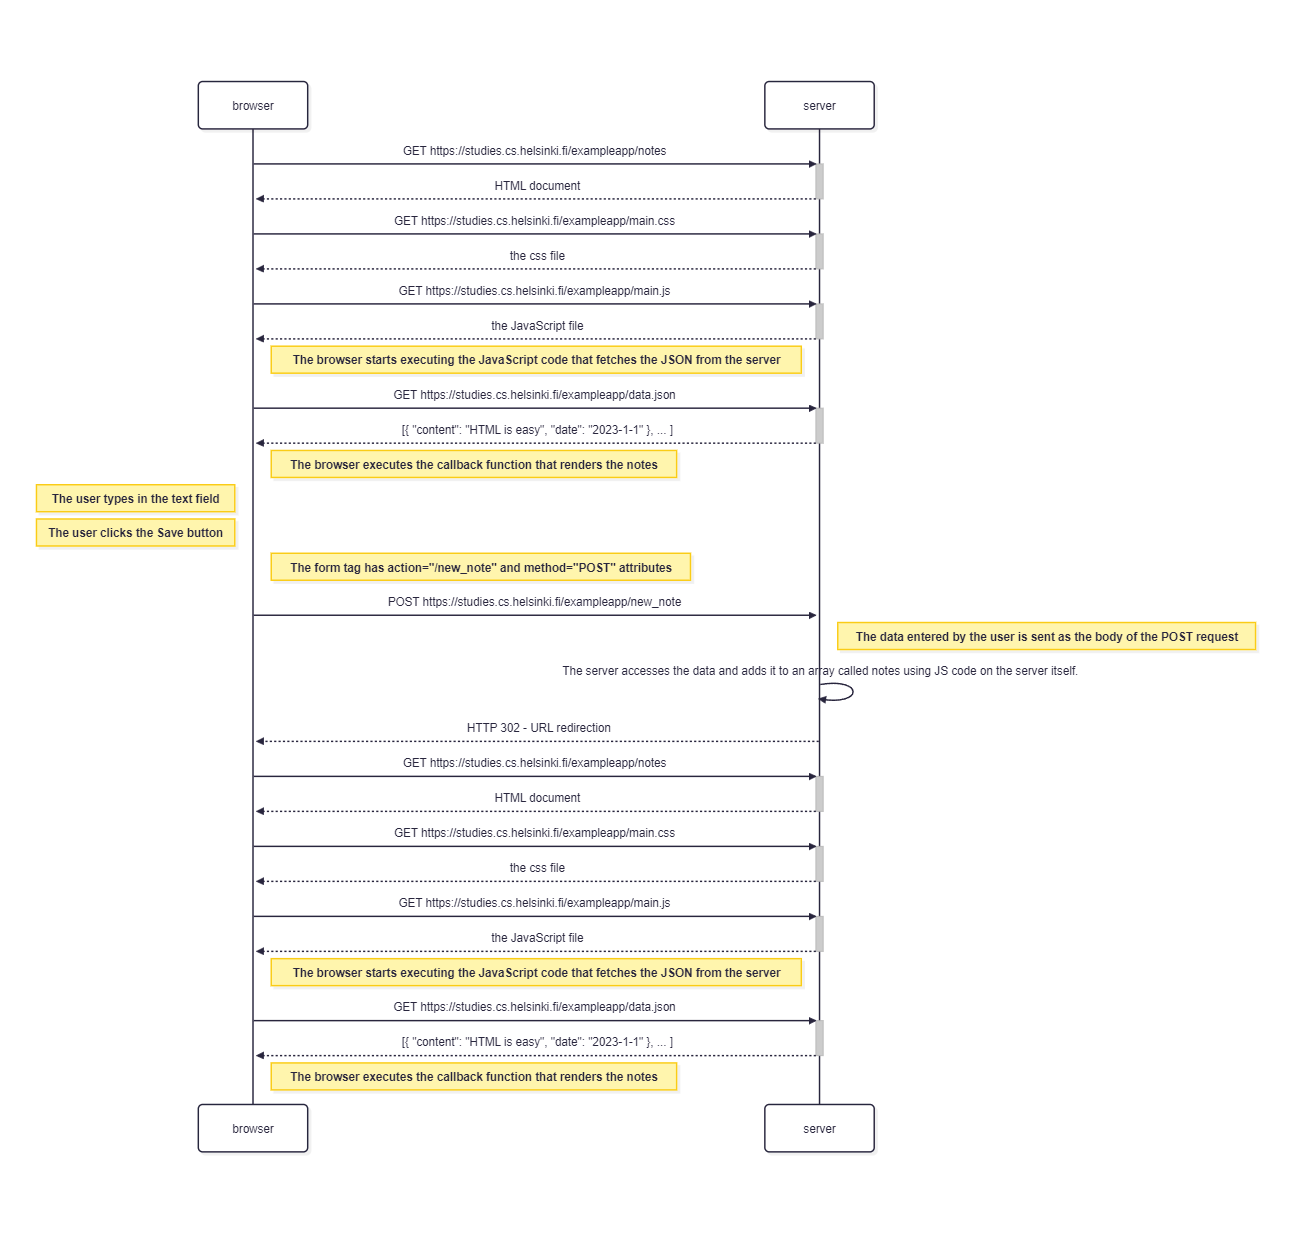 browser
server
GET https://studies.cs.helsinki.fi/exampleapp/notes
HTML document
GET https://studies.cs.helsinki.fi/exampleapp/main.css
the css file
GET https://studies.cs.helsinki.fi/exampleapp/main.js
the JavaScript file
The browser starts executing the JavaScript code that fetches the JSON from the server
GET https://studies.cs.helsinki.fi/exampleapp/data.json
[{ "content": "HTML is easy", "date": "2023-1-1" }, ... ]
The browser executes the callback function that renders the notes
The user types in the text field
The user clicks the Save button
The form tag has action="/new_note" and method="POST" attributes
POST https://studies.cs.helsinki.fi/exampleapp/new_note
The data entered by the user is sent as the body of the POST request
The server accesses the data and adds it to an array called notes using JS code on the server itself.
HTTP 302 - URL redirection
GET https://studies.cs.helsinki.fi/exampleapp/notes
HTML document
GET https://studies.cs.helsinki.fi/exampleapp/main.css
the css file
GET https://studies.cs.helsinki.fi/exampleapp/main.js
the JavaScript file
The browser starts executing the JavaScript code that fetches the JSON from the server
GET https://studies.cs.helsinki.fi/exampleapp/data.json
[{ "content": "HTML is easy", "date": "2023-1-1" }, ... ]
The browser executes the callback function that renders the notes
browser
server